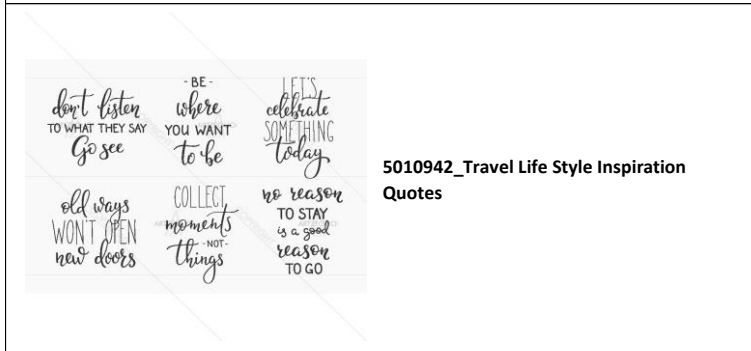 don't listen
TO WHAT THEY SAY
Go see
- BE -
where
YOU WANT
to be
LET'S
celebrate
SOMETHING
today
old ways
WON'T OPEN
new doors
COLLECT
moments
- NOT -
things
no reason
TO STAY
is a good
reason
TO GO
5010942_Travel Life Style Inspiration
Quotes